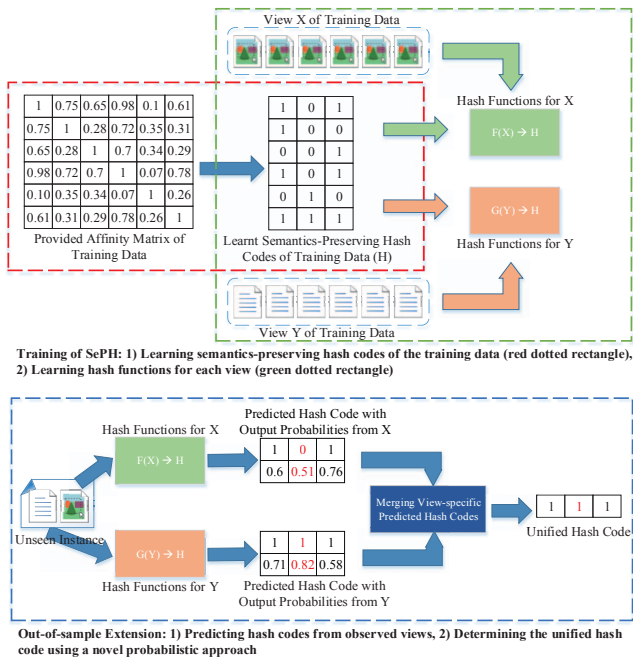 View X of Training Data
Hash Functions for X
F(X) → H
1 0.75 0.65 0.98 0.1 0.61
0.75 1 0.28 0.72 0.35 0.31
0.65 0.28 1 0.7 0.34 0.29
0.98 0.72 0.7 1 0.07 0.78
0.10 0.35 0.34 0.07 1 0.26
0.61 0.31 0.29 0.78 0.26 1
Provided Affinity Matrix of
Training Data
1 0 1
1 0 0
0 0 1
1 0 1
0 1 0
1 1 1
Learnt Semantics-Preserving Hash
Codes of Training Data (H)
G(Y) → H
Hash Functions for
Y
View Y of Training Data
Training of SePH: 1) Learning semantics-preserving hash codes of the training data (red dotted rectangle),
2) Learning hash functions for each view (green dotted rectangle)
Hash Functions for X
F(X) → H
Unseen Instance
G(Y) → H
Hash Functions for Y
Predicted Hash Code with
Output Probabilities from X
1 0 1
0.6 0.51 0.76
1 1 1
0.71 0.82 0.58
Predicted Hash Code with
Output Probabilities from Y
Merging View-specific
Predicted Hash Codes
1 1 1
Unified Hash Code
Out-of-sample Extension: 1) Predicting hash codes from observed views, 2) Determining the unified hash
code using a novel probabilistic approach